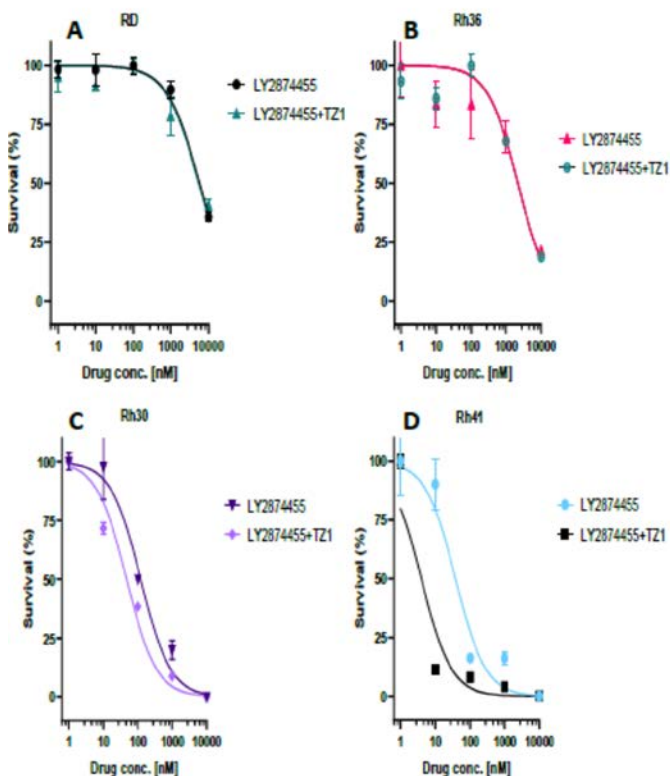 A
RD
100
75
50
25
0
Survival (%)
1 10 100 1000 10000
Drug conc. [nM]
LY2874455
LY2874455+TZ1
B
Rh36
100
75
50
25
0
Survival (%)
1 10 100 1000 10000
Drug conc. [nM]
LY2874455
LY2874455+TZ1
C
Rh30
100
75
50
25
0
Survival (%)
1 10 100 1000 10000
Drug conc. [nM]
LY2874455
LY2874455+TZ1
D
Rh41
100
75
50
25
0
Survival (%)
1 10 100 1000 10000
Drug conc. [nM]
LY2874455
LY2874455+TZ1